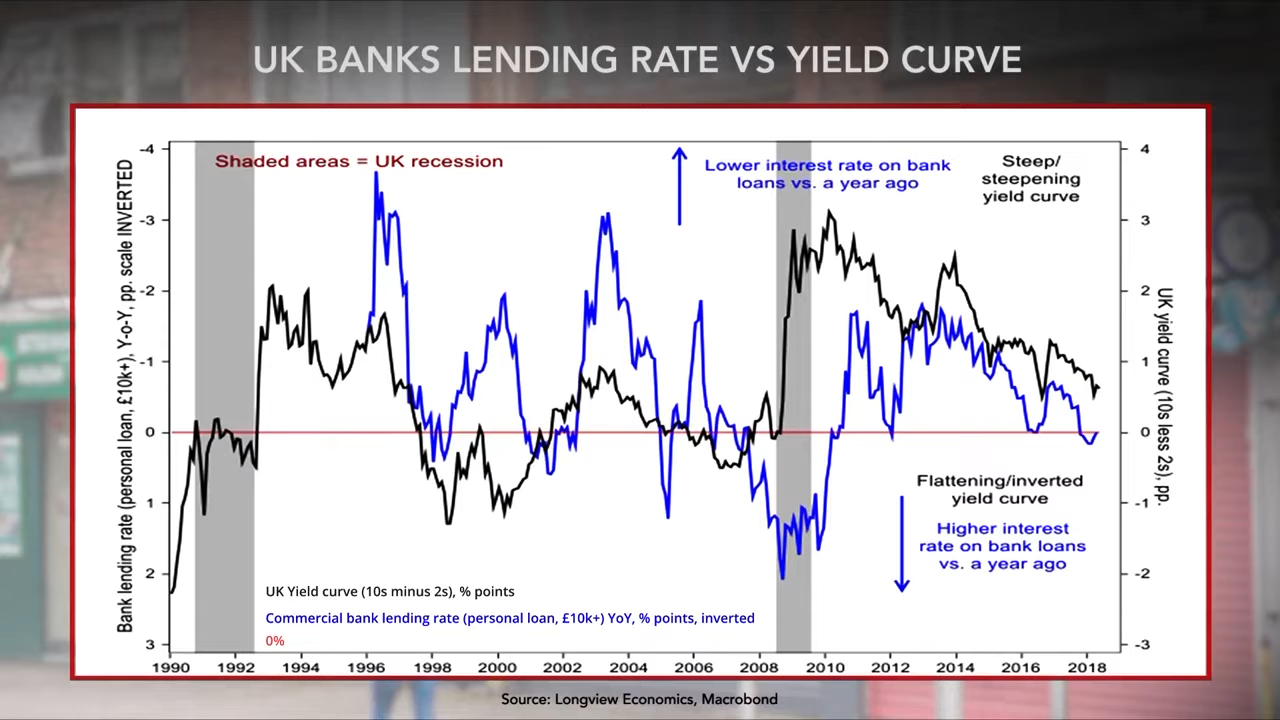 UK BANKS LENDING RATE VS YIELD CURVE
Bank lending rate (personal loan, £10k+), Y-o-Y, pp. scale INVERTED
-4
-3
-2
-1
0
1
2
3
Shaded areas = UK recession
Lower interest rate on bank
loans vs. a year ago
Steep/
steepening
yield curve
Flattening/inverted
yield curve
Higher interest
rate on bank loans
vs. a year ago
UK Yield curve (10s minus 2s), % points
Commercial bank lending rate (personal loan, £10k+) YoY, % points, inverted
0%
4
3
2
1
0
-1
-2
-3
UK yield curve (10s less 2s), pp.
1990 1992 1994 1996 1998 2000 2002 2004 2006 2008 2010 2012 2014 2016 2018
Source: Longview Economics, Macrobond